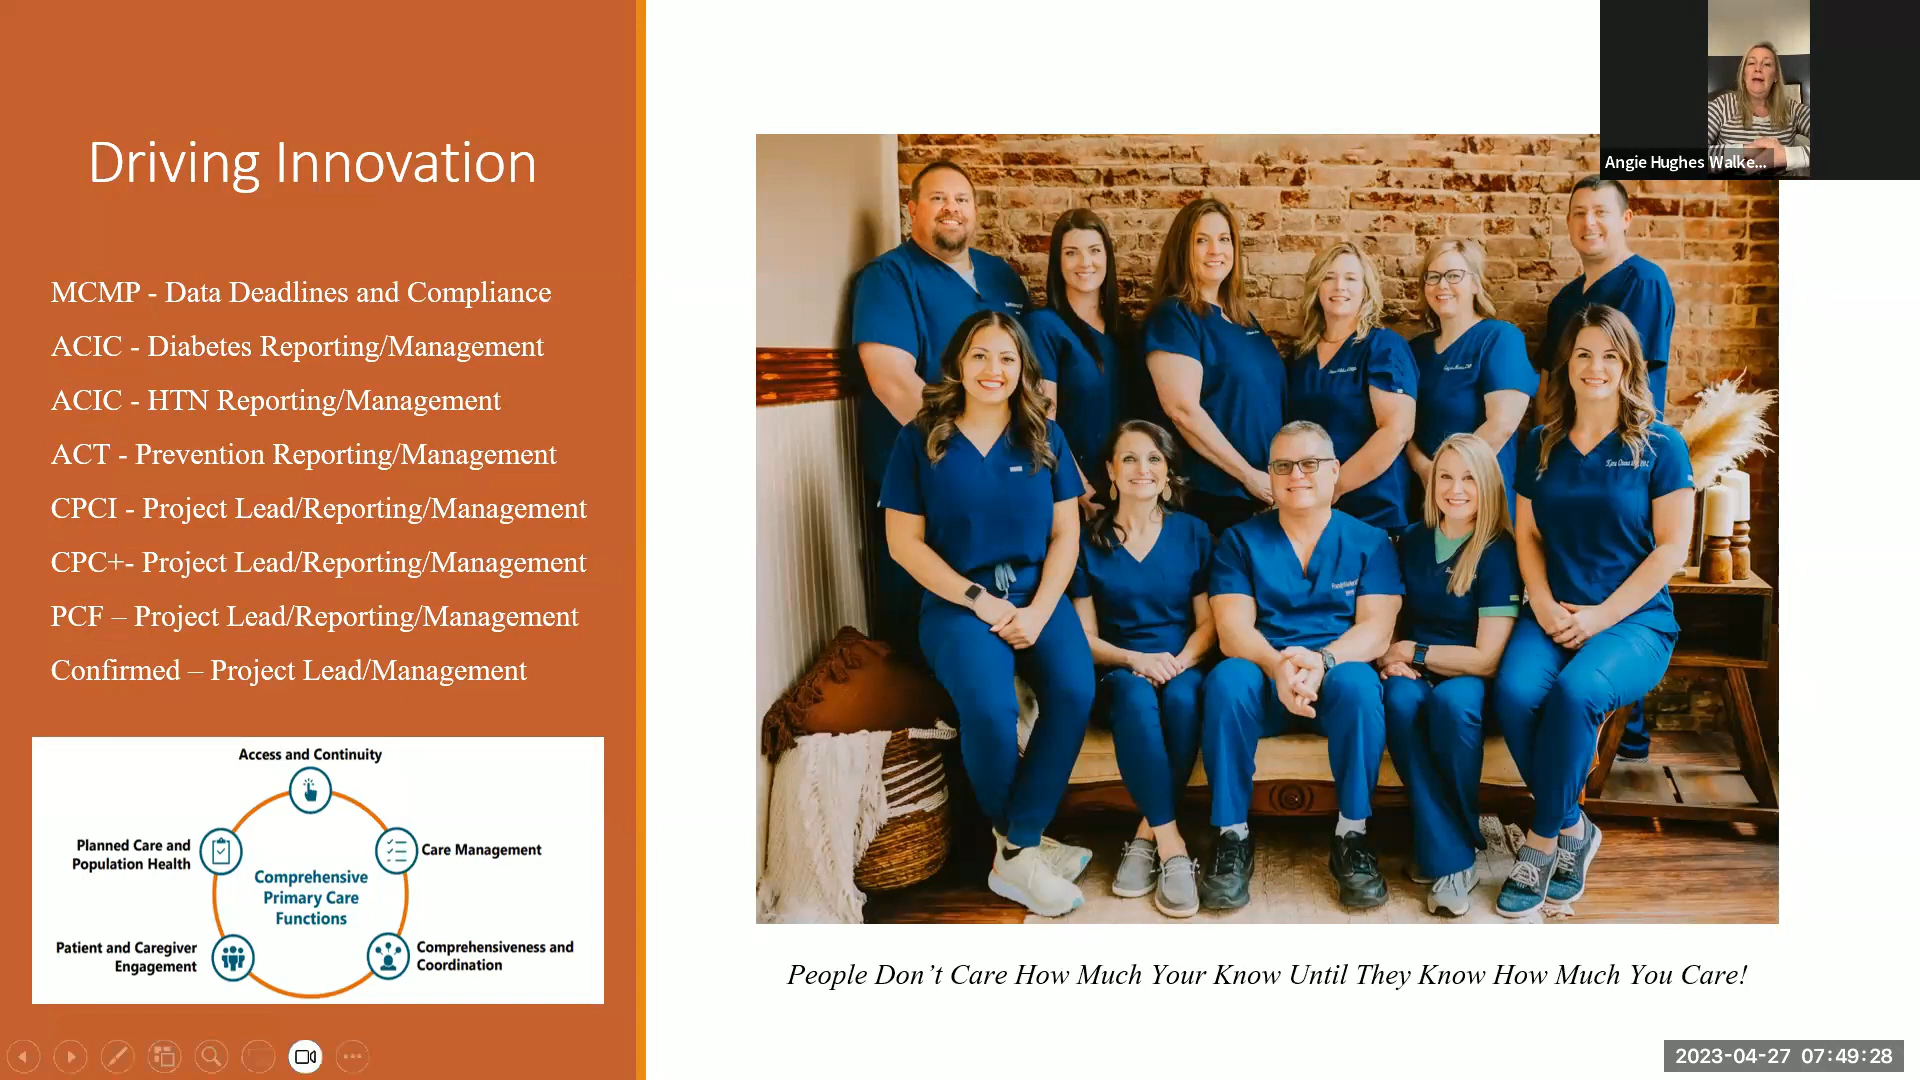 Driving Innovation
MCMP - Data Deadlines and Compliance
ACIC - Diabetes Reporting/Management
ACIC - HTN Reporting/Management
ACT - Prevention Reporting/Management
CPCI - Project Lead/Reporting/Management
CPC+- Project Lead/Reporting/Management
PCF – Project Lead/Reporting/Management
Confirmed – Project Lead/Management
Access and Continuity
Planned Care and
Population Health
Care Management
Comprehensive
Primary Care
Functions
Patient and Caregiver
Engagement
Comprehensiveness and
Coordination
Angie Hughes Walke...
People Don’t Care How Much Your Know Until They Know How Much You Care!
2023-04-27 07:49:28